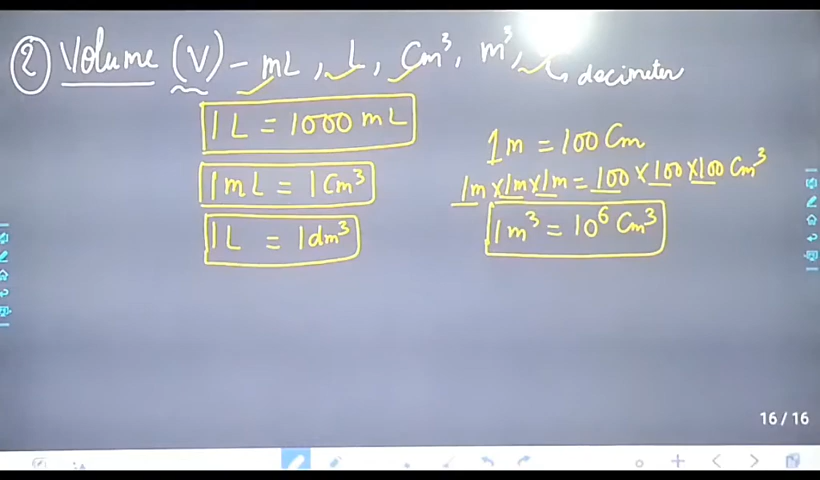 ② Volume (V) - mL, L, Cm³, m³,
decimeter
1 L = 1000 mL
1 mL = 1 Cm³
1 L = 1 dm³
1 m = 100 Cm
1m × 1m × 1m = 100 × 100 × 100 Cm³
1 m³ = 10⁶ Cm³
16 / 16